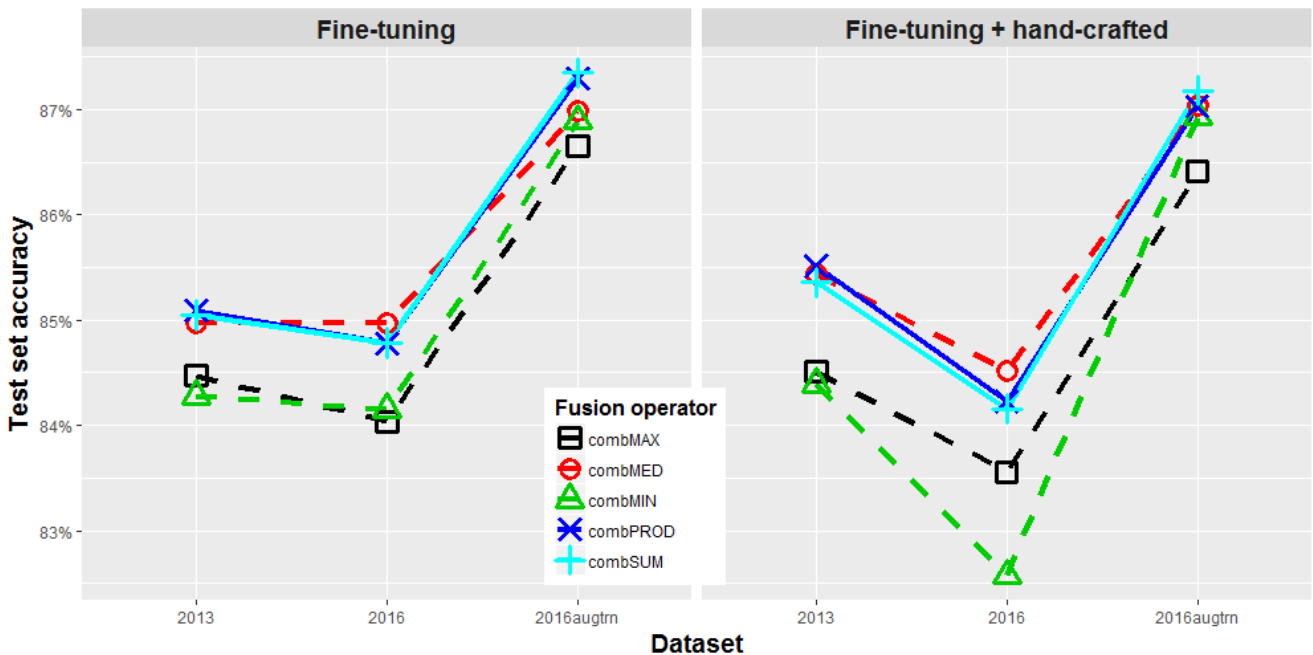 Fine-tuning
Fine-tuning + hand-crafted
Test set accuracy
87%
86%
85%
84%
83%
Fusion operator
combMAX
combMED
combMIN
combPROD
combSUM
2013
2016
2016augtrn
2013
2016
2016augtrn
Dataset